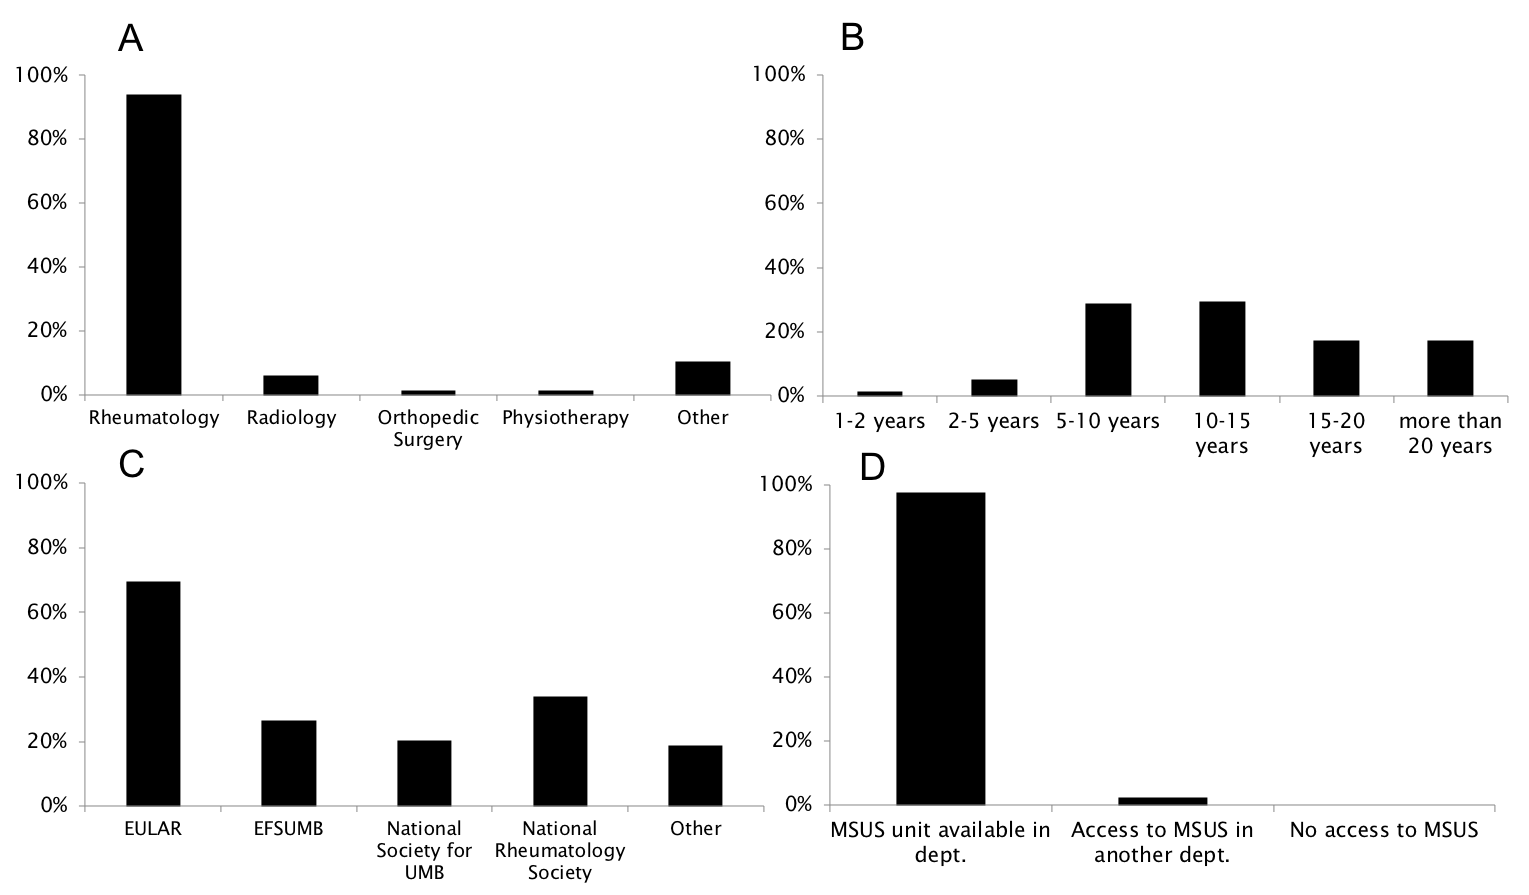 A
100%
80%
60%
40%
20%
0%
Rheumatology
Radiology
Orthopedic
Surgery
Physiotherapy
Other
B
100%
80%
60%
40%
20%
0%
1-2 years
2-5 years
5-10 years
10-15
years
15-20
years
more than
20 years
C
100%
80%
60%
40%
20%
0%
EULAR
EFSUMB
National
Society for
UMB
National
Rheumatology
Society
Other
D
100%
80%
60%
40%
20%
0%
MSUS unit available in
dept.
Access to MSUS in
another dept.
No access to MSUS